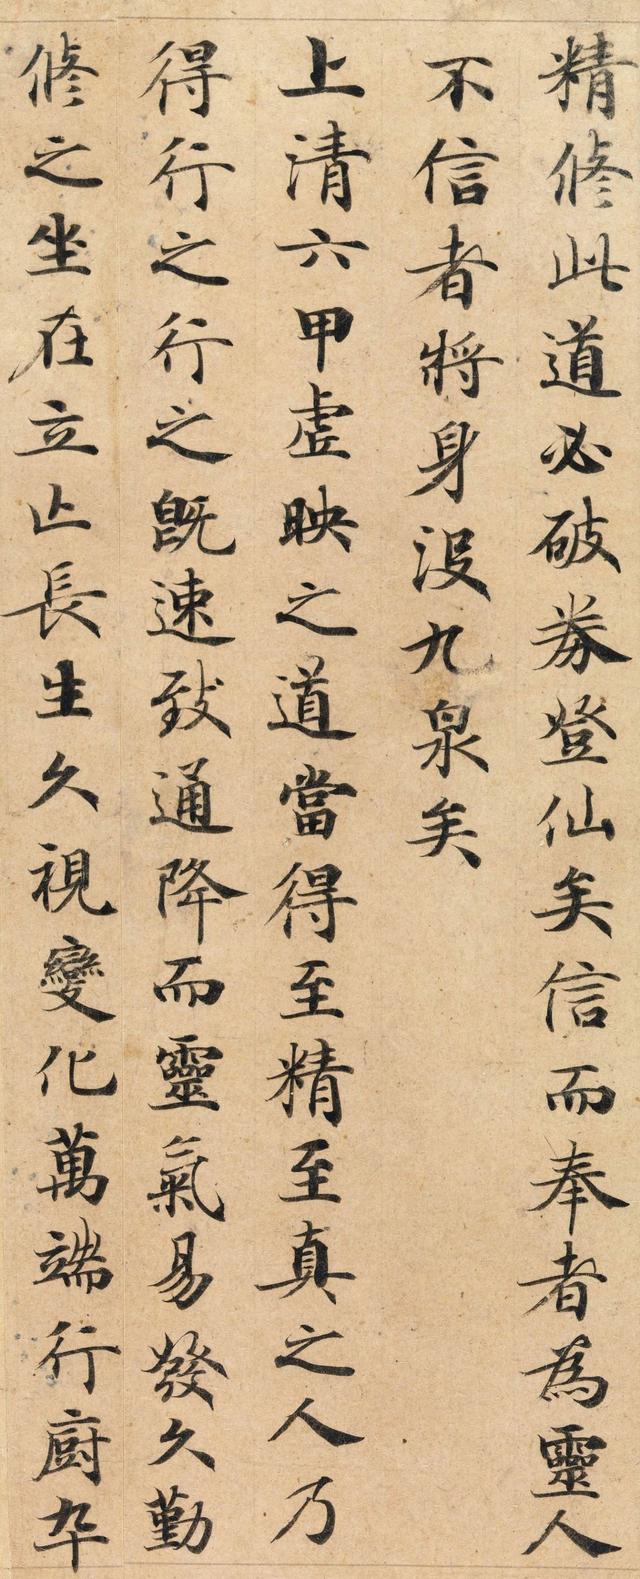 精修此道必破券登仙矣信而奉者為靈人
不信者將身没九泉矣
上清六甲虛映之道當得至精至真之人乃
得行之行之既速致通降而靈氣易發久勤
修之坐在立亡長生久視變化萬端行廚卒